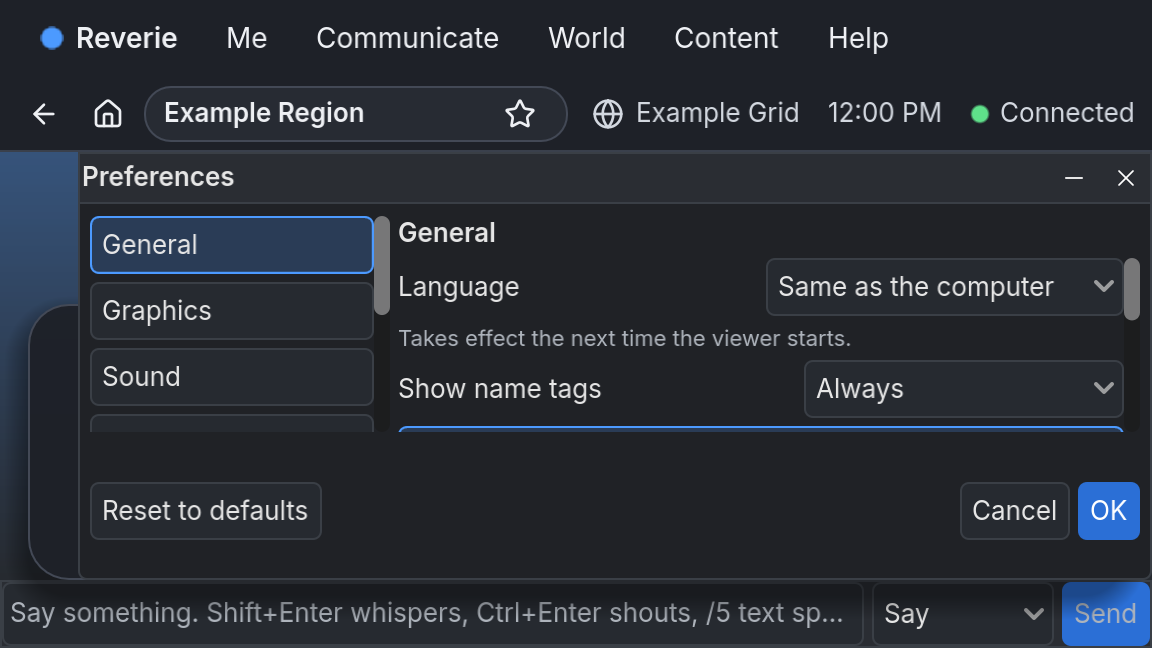 Reverie Me Communicate World Content Help
Example Region Example Grid 12:00 PM Connected
Preferences
General
General
Language Same as the computer
Graphics
Takes effect the next time the viewer starts.
Sound
Show name tags Always
Reset to defaults Cancel OK
Say something. Shift+Enter whispers, Ctrl+Enter shouts, /5 text sp... Say Send